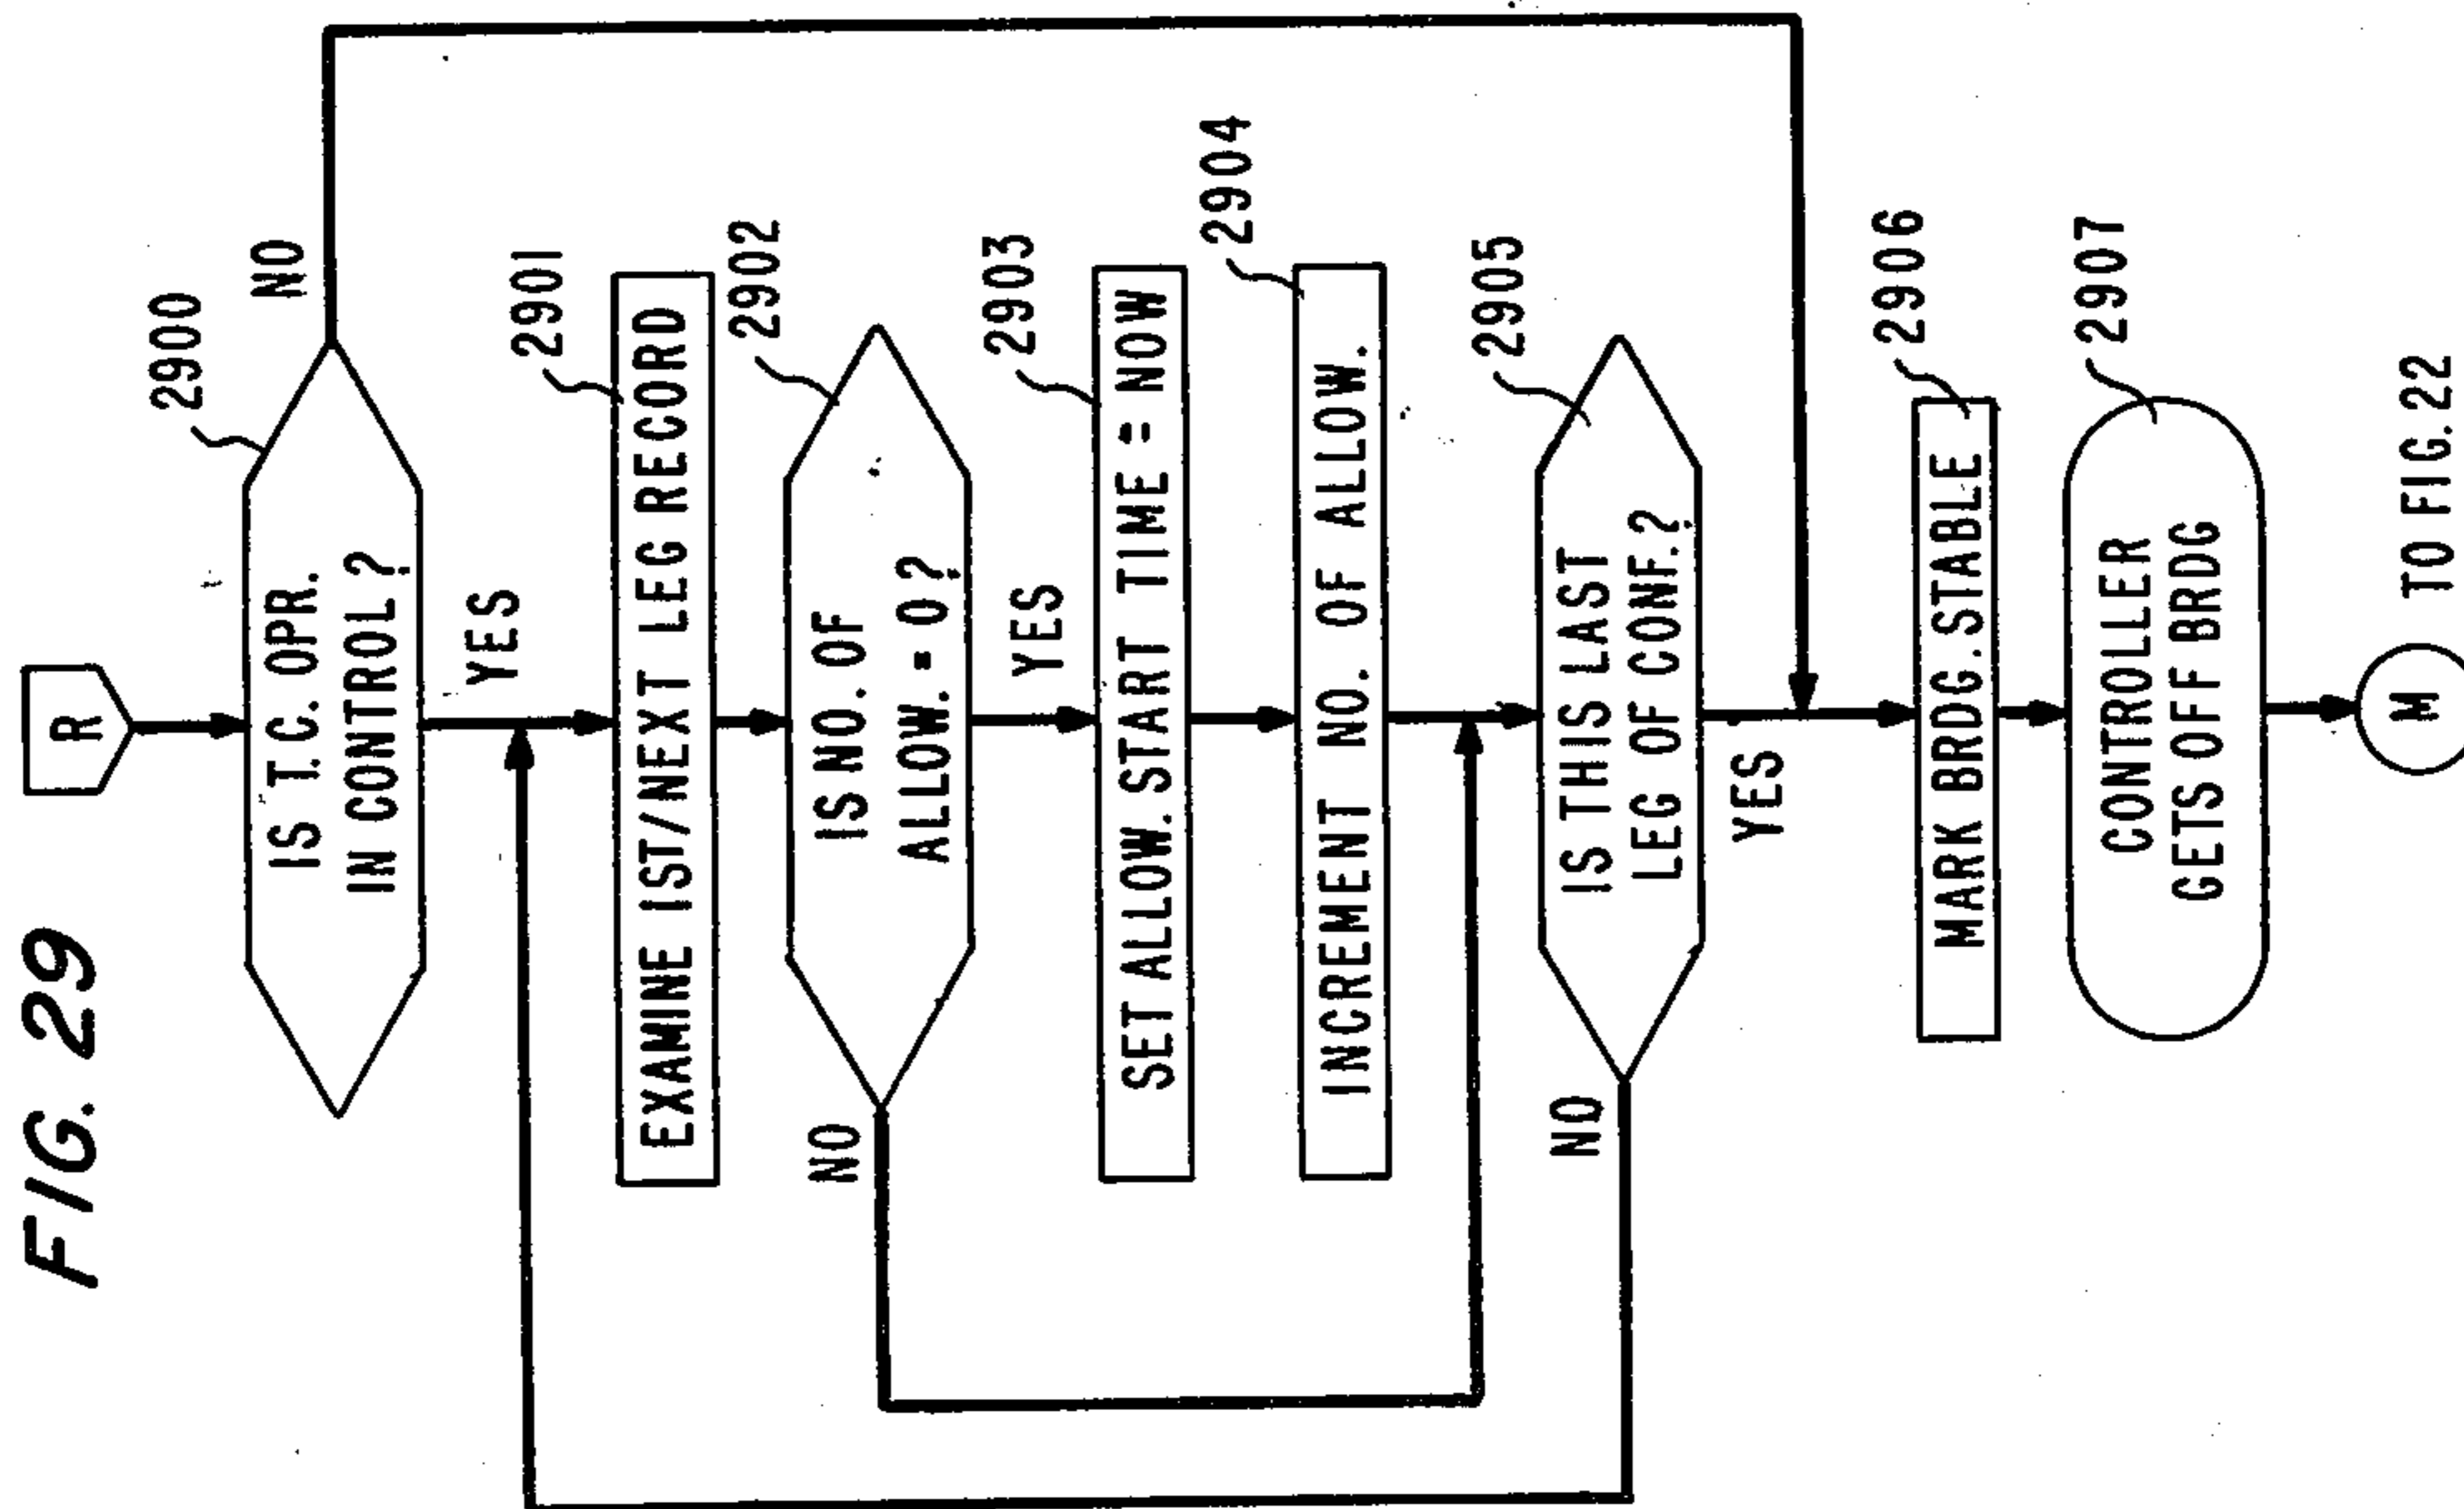 FIG. 29
R
2900
IS T.C. OPR.
IN CONTROL ?
NO
YES
2901
EXAMINE IST/NEXT LEG RECORD
2902
IS NO. OF
ALLOW. = 0?
NO
YES
2903
SET ALLOW. START TIME = NOW
2904
INCREMENT NO. OF ALLOW.
2905
IS THIS LAST
LEG OF CONF.?
NO
YES
2906
MARK BRDG. STABLE
2907
CONTROLLER
GETS OFF BRDG
M
TO FIG. 22